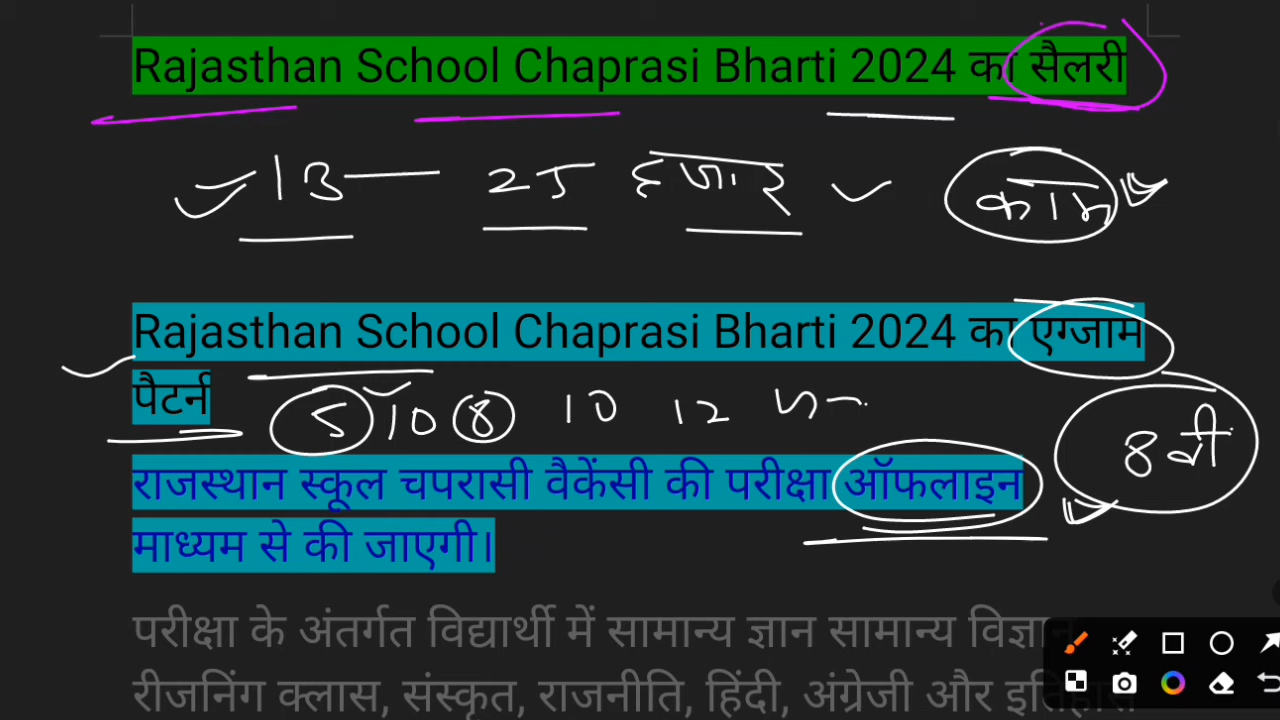 Rajasthan School Chaprasi Bharti 2024 का सैलरी
13 — 25 हजार काम
Rajasthan School Chaprasi Bharti 2024 का एग्जाम
पैटर्न 5 10 8 10 12
8 वी
राजस्थान स्कूल चपरासी वैकेंसी की परीक्षा ऑफलाइन
माध्यम से की जाएगी।
परीक्षा के अंतर्गत विद्यार्थी में सामान्य ज्ञान सामान्य विज्ञान
रीजनिंग क्लास, संस्कृत, राजनीति, हिंदी, अंग्रेजी और इतिहास